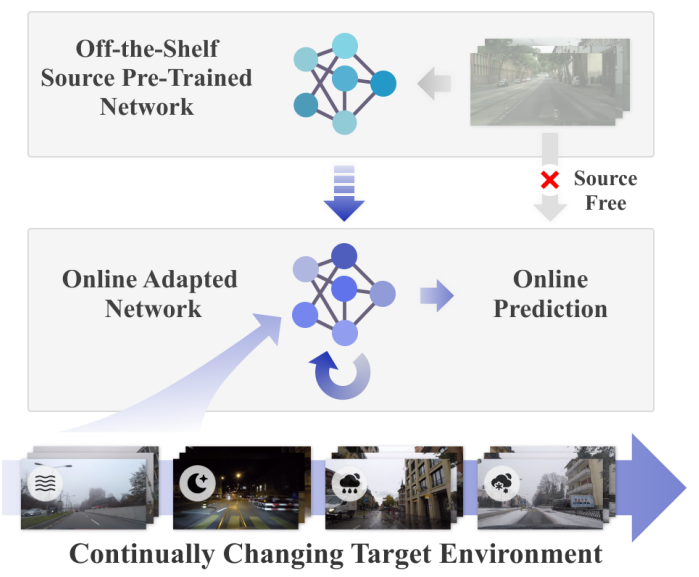 Off-the-Shelf
Source Pre-Trained
Network
Source
Free
Online Adapted
Network
Online
Prediction
Continually Changing Target Environment